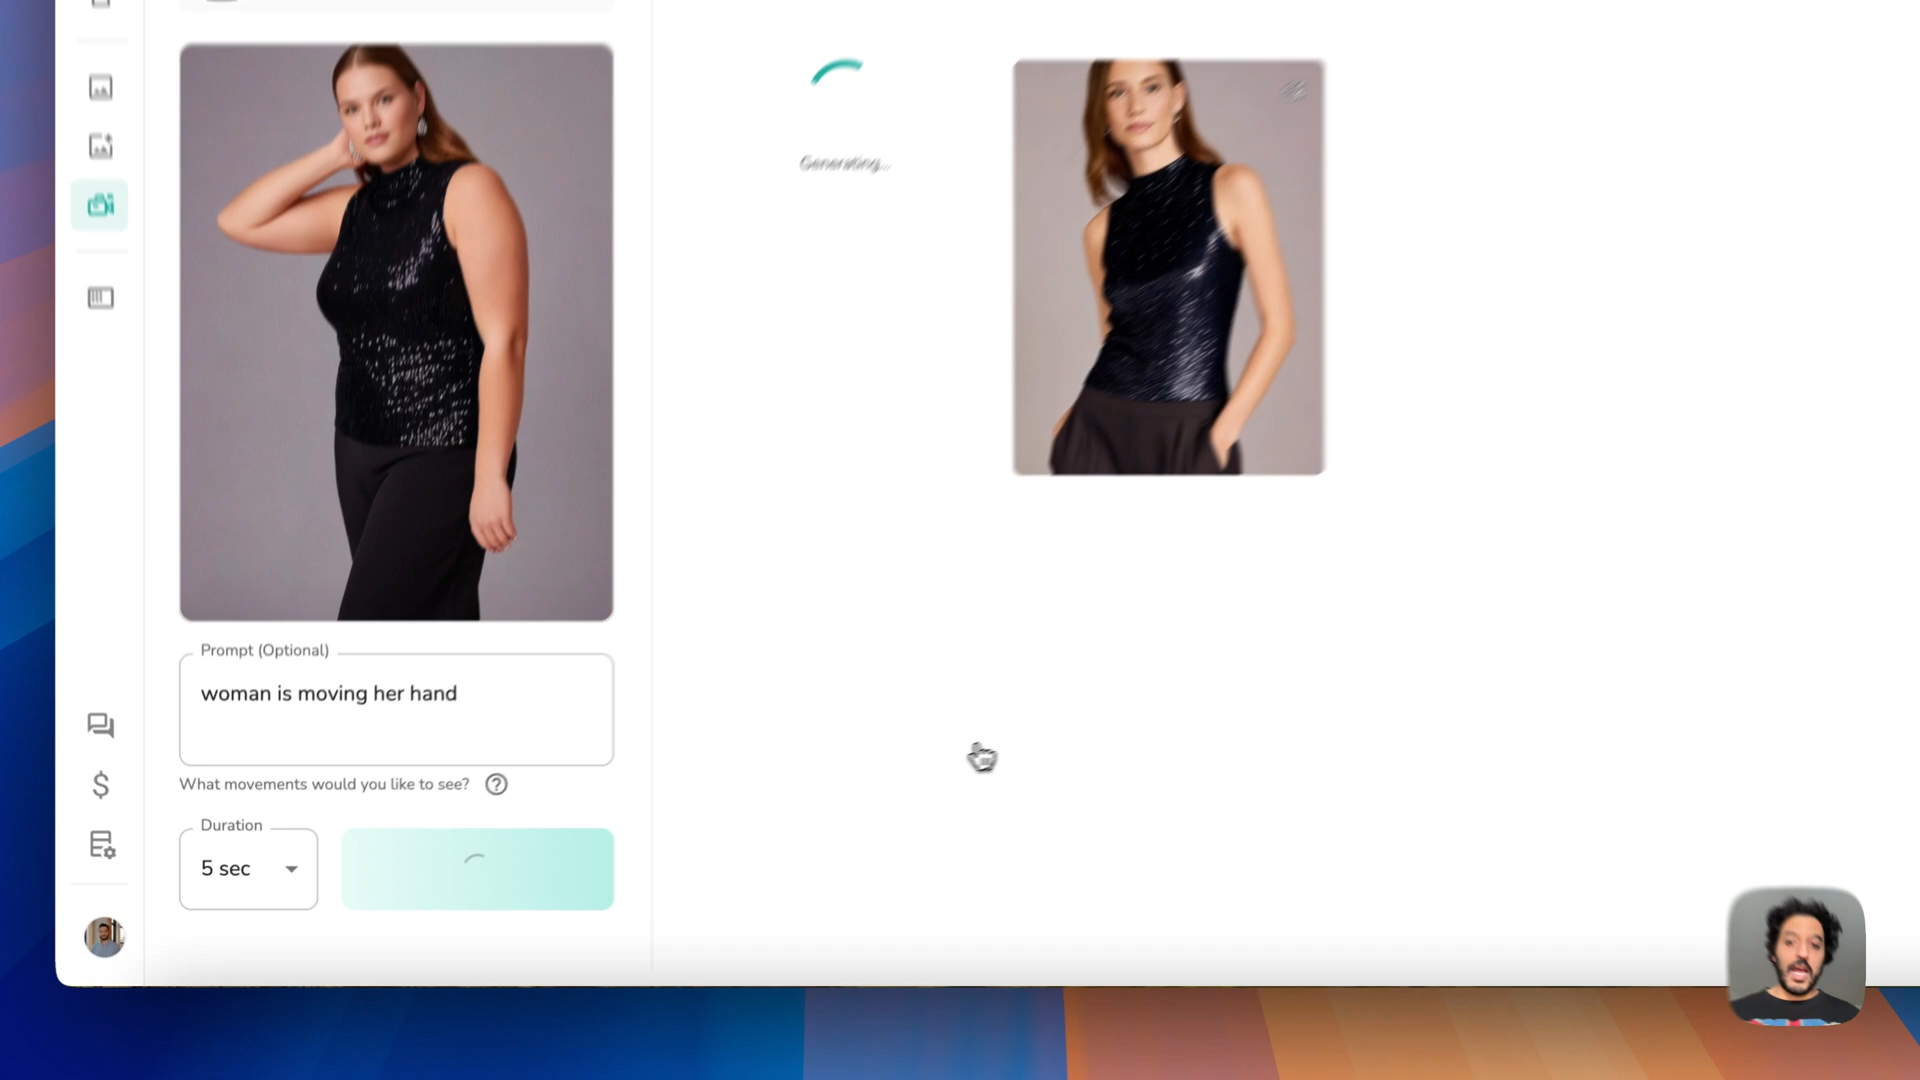 Generating...
Prompt (Optional)
woman is moving her hand
What movements would you like to see?
Duration
5 sec